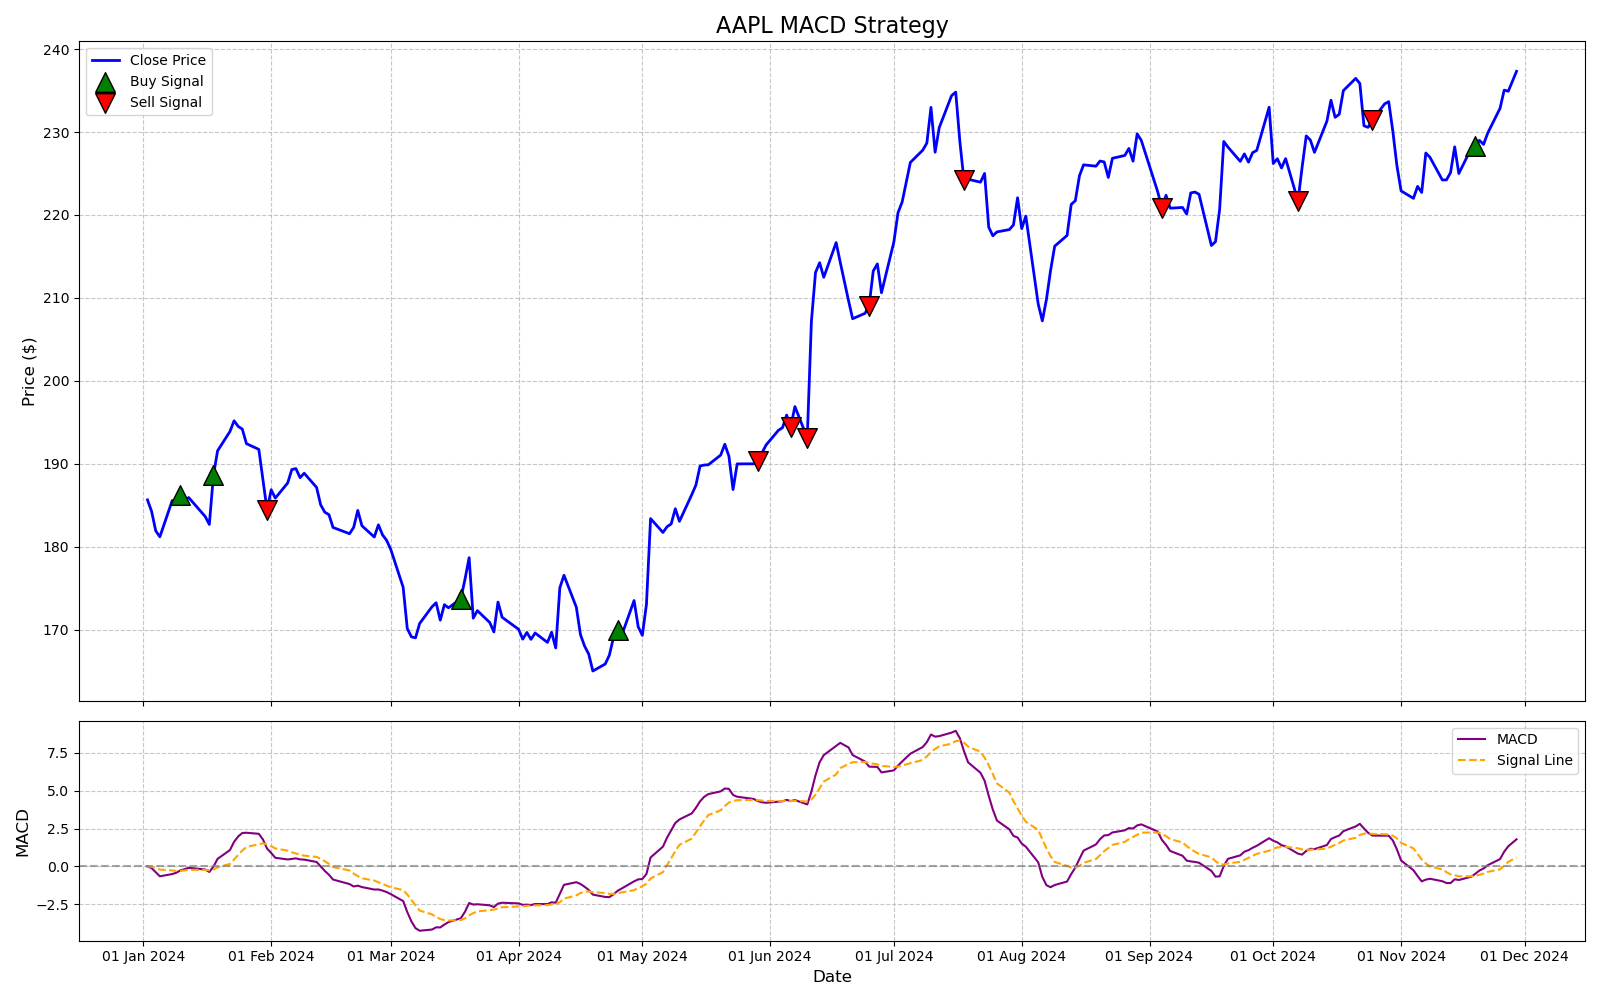 AAPL MACD Strategy
240
230
220
210
200
190
180
170
Price ($)
Close Price
Buy Signal
Sell Signal
7.5
5.0
2.5
0.0
−2.5
MACD
MACD
Signal Line
01 Jan 2024
01 Feb 2024
01 Mar 2024
01 Apr 2024
01 May 2024
01 Jun 2024
01 Jul 2024
01 Aug 2024
01 Sep 2024
01 Oct 2024
01 Nov 2024
01 Dec 2024
Date